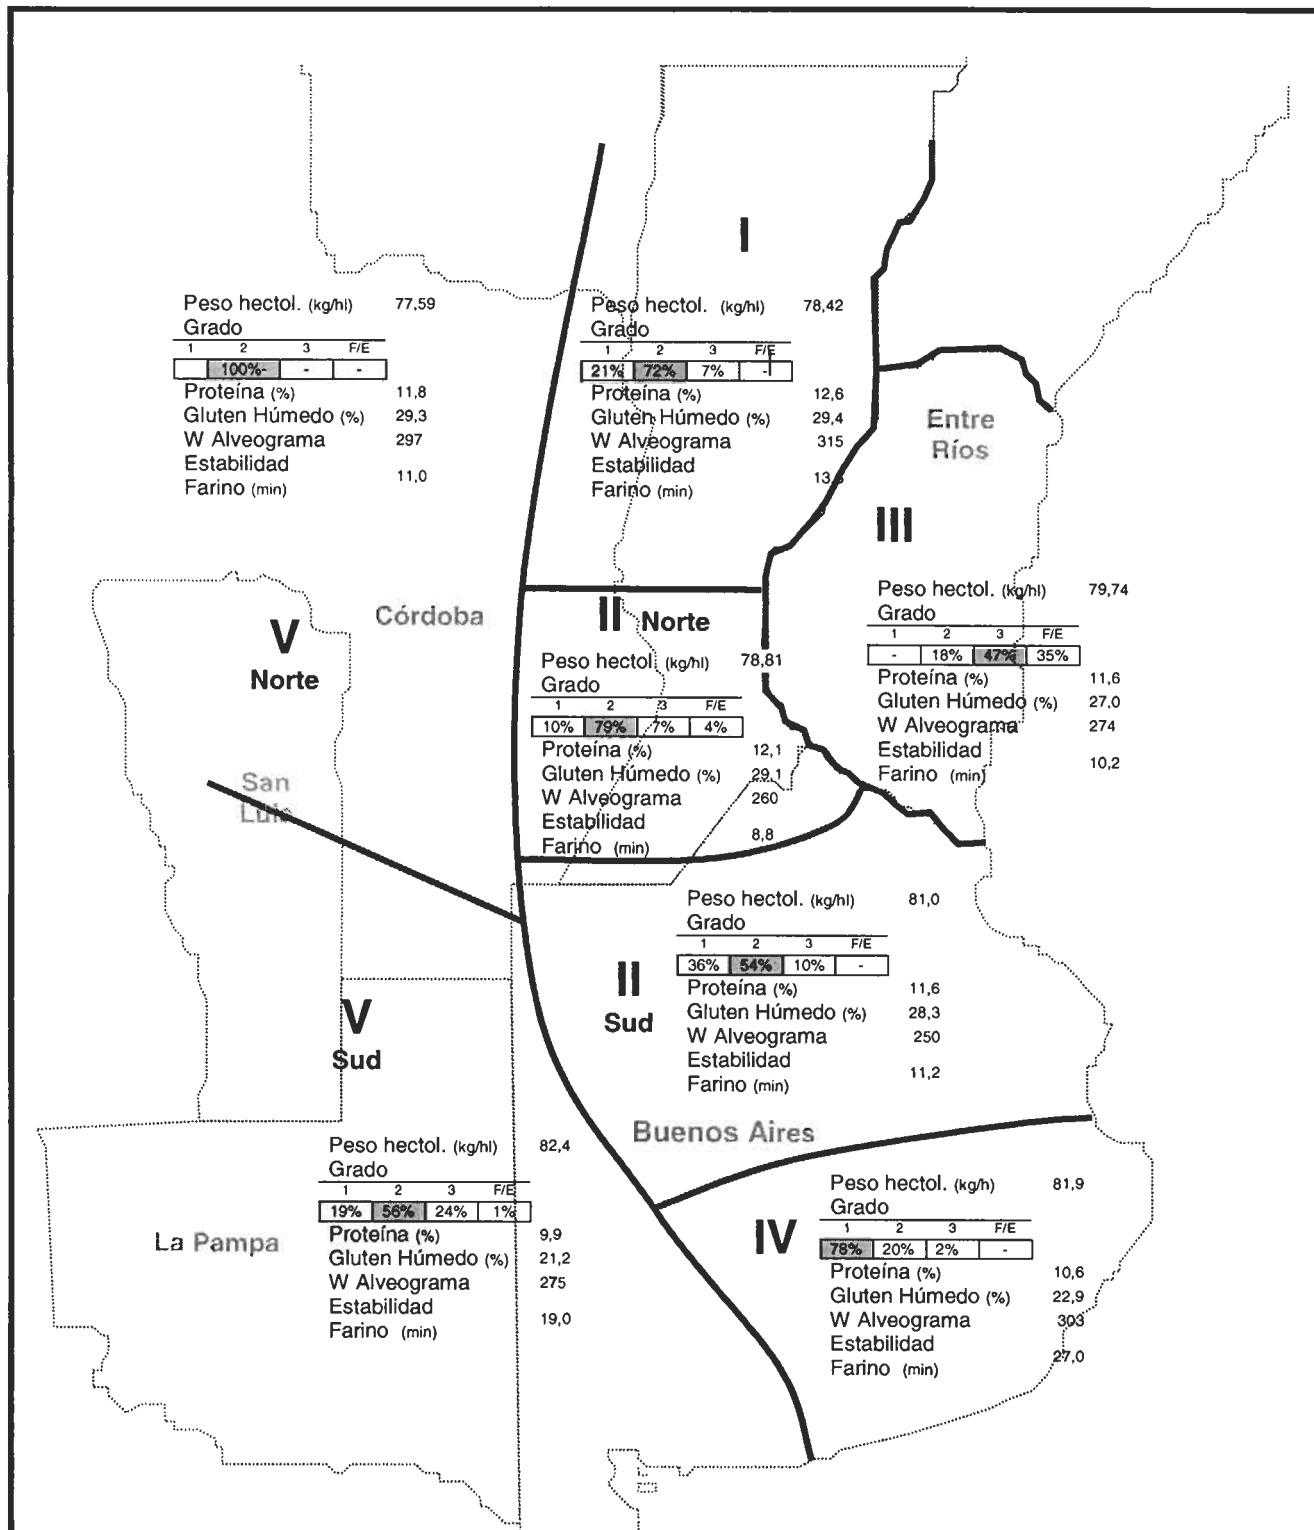 I
Peso hectol. (kg/hl) 77,59
Grado
1 2 3 F/E
100%- - -
Proteína (%) 11,8
Gluten Húmedo (%) 29,3
W Alveograma 297
Estabilidad
Farino (min) 11,0
Peso hectol. (kg/hl) 78,42
Grado
1 2 3 F/E
21% 72% 7% -
Proteína (%) 12,6
Gluten Húmedo (%) 29,4
W Alveograma 315
Estabilidad
Farino (min)
Entre
Ríos
III
Peso hectol. (kg/hl) 79,74
Grado
1 2 3 F/E
- 18% 47% 35%
Proteína (%) 11,6
Gluten Húmedo (%) 27,0
W Alveograma 274
Estabilidad
Farino (min) 10,2
Córdoba
V
Norte
II Norte
Peso hectol. (kg/hl) 78,81
Grado
1 2 3 F/E
10% 79% 7% 4%
Proteína (%) 12,1
Gluten Húmedo (%) 29,1
W Alveograma 260
Estabilidad
Farino (min) 8,8
San
Luis
Peso hectol. (kg/hl) 81,0
Grado
1 2 3 F/E
36% 54% 10% -
II
Sud
Proteína (%) 11,6
Gluten Húmedo (%) 28,3
W Alveograma 250
Estabilidad
Farino (min) 11,2
V
Sud
Buenos Aires
Peso hectol. (kg/hl) 82,4
Grado
1 2 3 F/E
19% 56% 24% 1%
Proteína (%) 9,9
Gluten Húmedo (%) 21,2
W Alveograma 275
Estabilidad
Farino (min) 19,0
La Pampa
IV
Peso hectol. (kg/h) 81,9
Grado
1 2 3 F/E
78% 20% 2% -
Proteína (%) 10,6
Gluten Húmedo (%) 22,9
W Alveograma 303
Estabilidad
Farino (min) 27,0